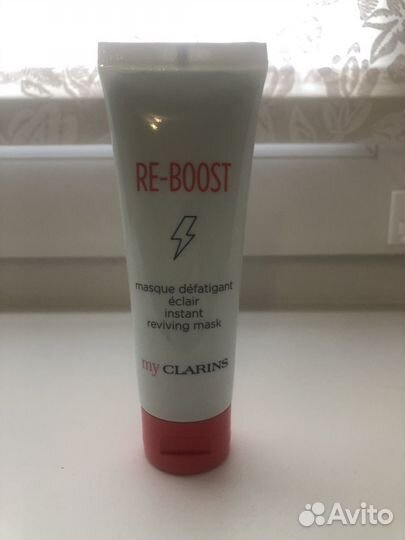 RE-BOOST
masque défatigant
éclair
instant
reviving mask
my CLARINS
Avito